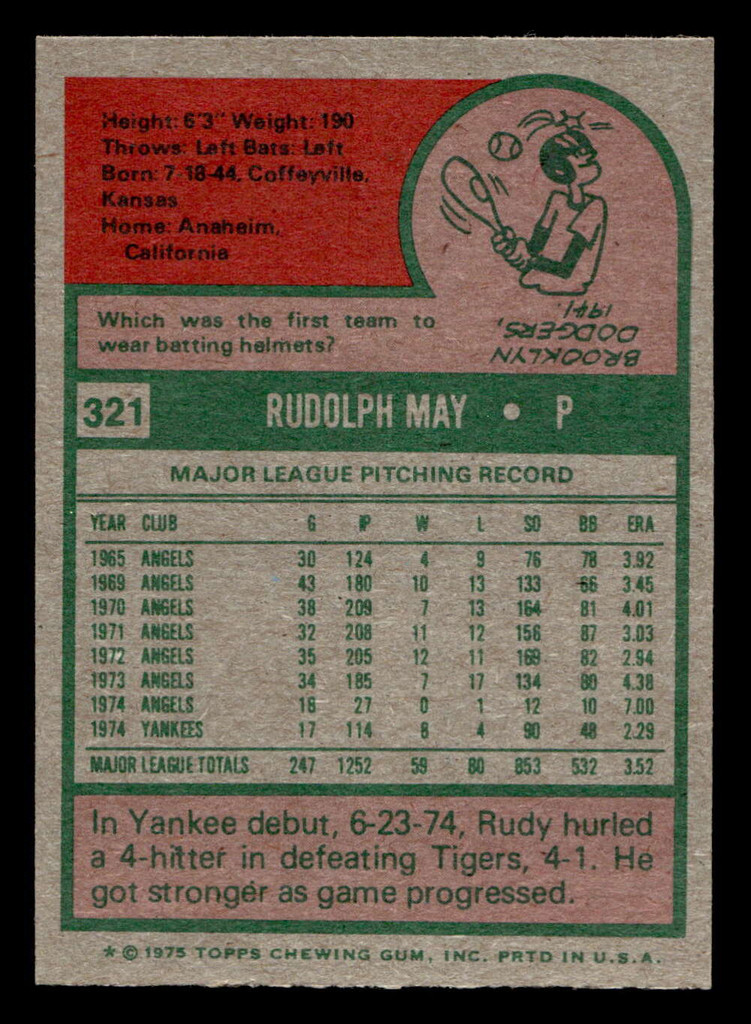 Height: 6'3" Weight: 190
Throws: Left Bats: Left
Born: 7-18-44, Coffeyville,
Kansas
Home: Anaheim,
California
Which was the first team to
wear batting helmets?
BROOKLYN
DODGERS,
1941
321 RUDOLPH MAY • P
MAJOR LEAGUE PITCHING RECORD
YEAR CLUB G IP W L SO BB ERA
1965 ANGELS 30 124 4 9 76 78 3.92
1969 ANGELS 43 180 10 13 133 66 3.45
1970 ANGELS 38 209 7 13 164 81 4.01
1971 ANGELS 32 208 11 12 156 87 3.03
1972 ANGELS 35 205 12 11 169 82 2.94
1973 ANGELS 34 185 7 17 134 80 4.38
1974 ANGELS 18 27 0 1 12 10 7.00
1974 YANKEES 17 114 8 4 90 48 2.29
MAJOR LEAGUE TOTALS 247 1252 59 80 853 532 3.52
In Yankee debut, 6-23-74, Rudy hurled
a 4-hitter in defeating Tigers, 4-1. He
got stronger as game progressed.
* © 1975 TOPPS CHEWING GUM, INC. PRTD IN U.S.A.